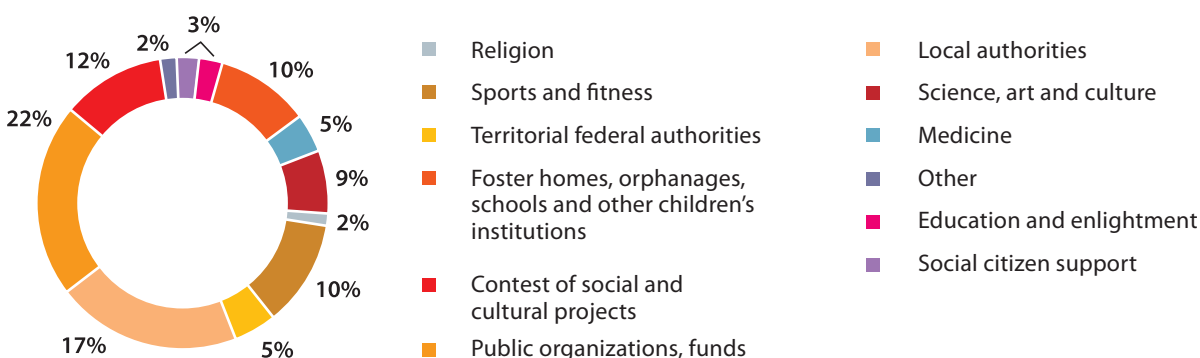 3%
2%
12%
10%
22%
5%
9%
2%
10%
17%
5%
Religion
Sports and fitness
Territorial federal authorities
Foster homes, orphanages,
schools and other children’s
institutions
Contest of social and
cultural projects
Public organizations, funds
Local authorities
Science, art and culture
Medicine
Other
Education and enlightment
Social citizen support